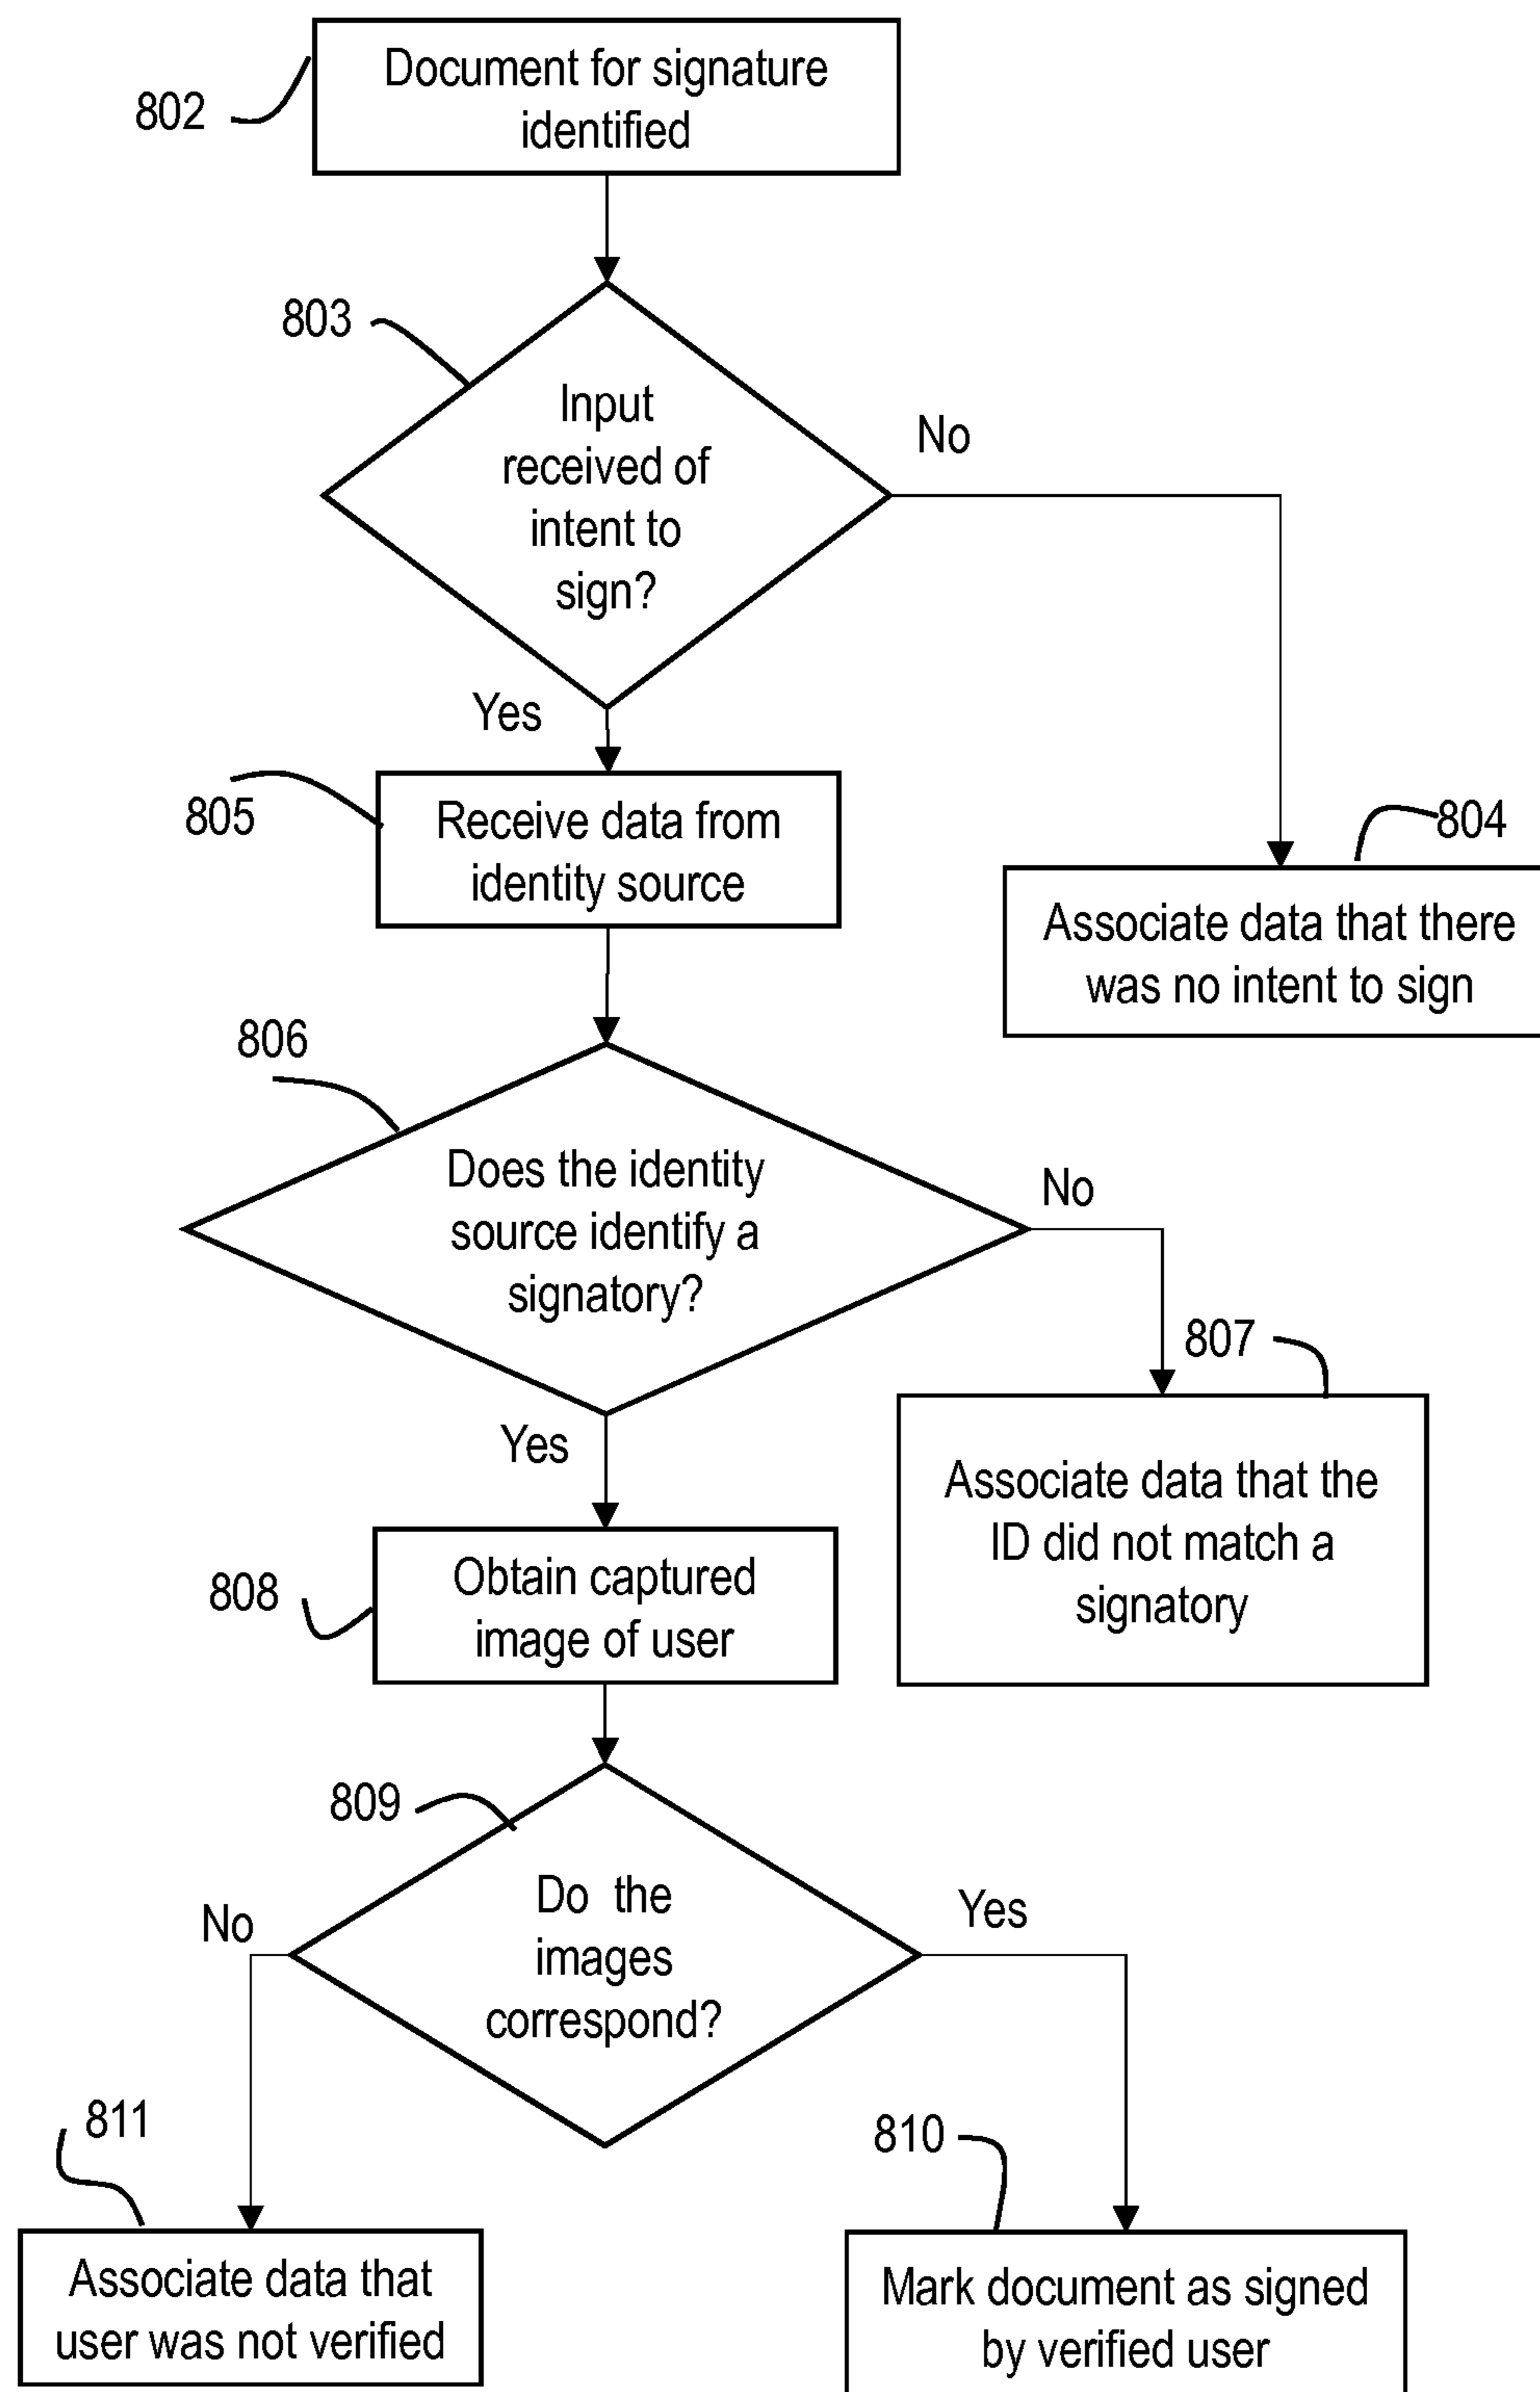 Document for signature
identified
802
803
Input
received of
intent to
sign?
No
Yes
805
Receive data from
identity source
804
Associate data that there
was no intent to sign
806
Does the identity
source identify a
signatory?
No
807
Associate data that the
ID did not match a
signatory
Yes
808
Obtain captured
image of user
809
Do  the
images
correspond?
No
Yes
811
Associate data that
user was not verified
810
Mark document as signed
by verified user